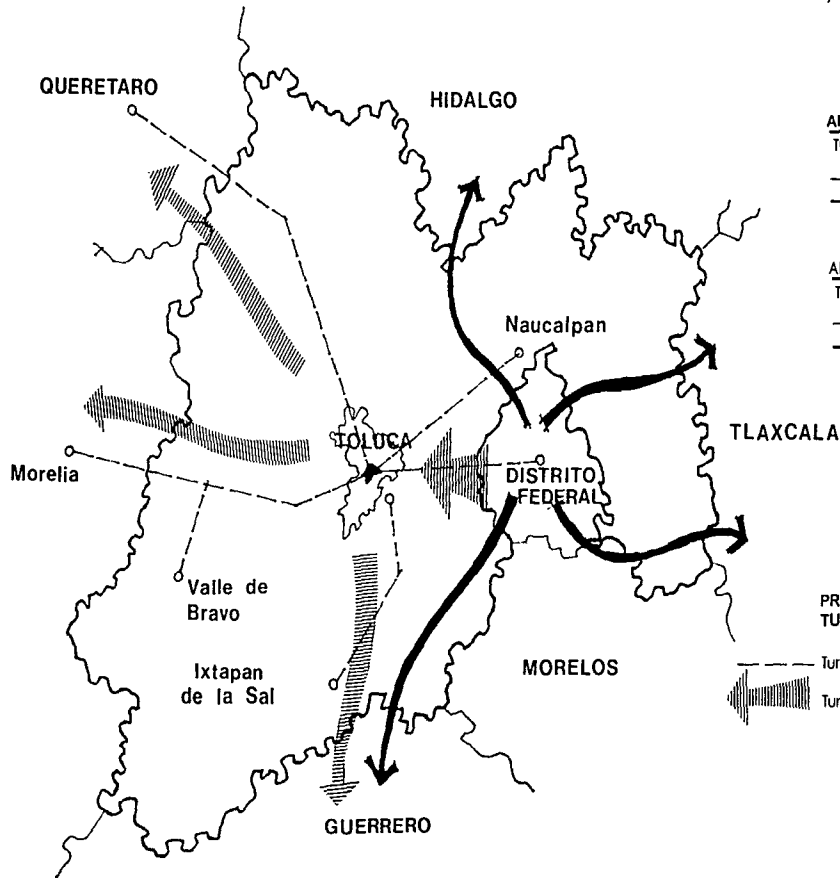 QUERETARO
HIDALGO
Naucalpan
TOLUCA
TLAXCALA
DISTRITO
FEDERAL
Morelia
Valle de
Bravo
Ixtapan
de la Sal
MORELOS
GUERRERO